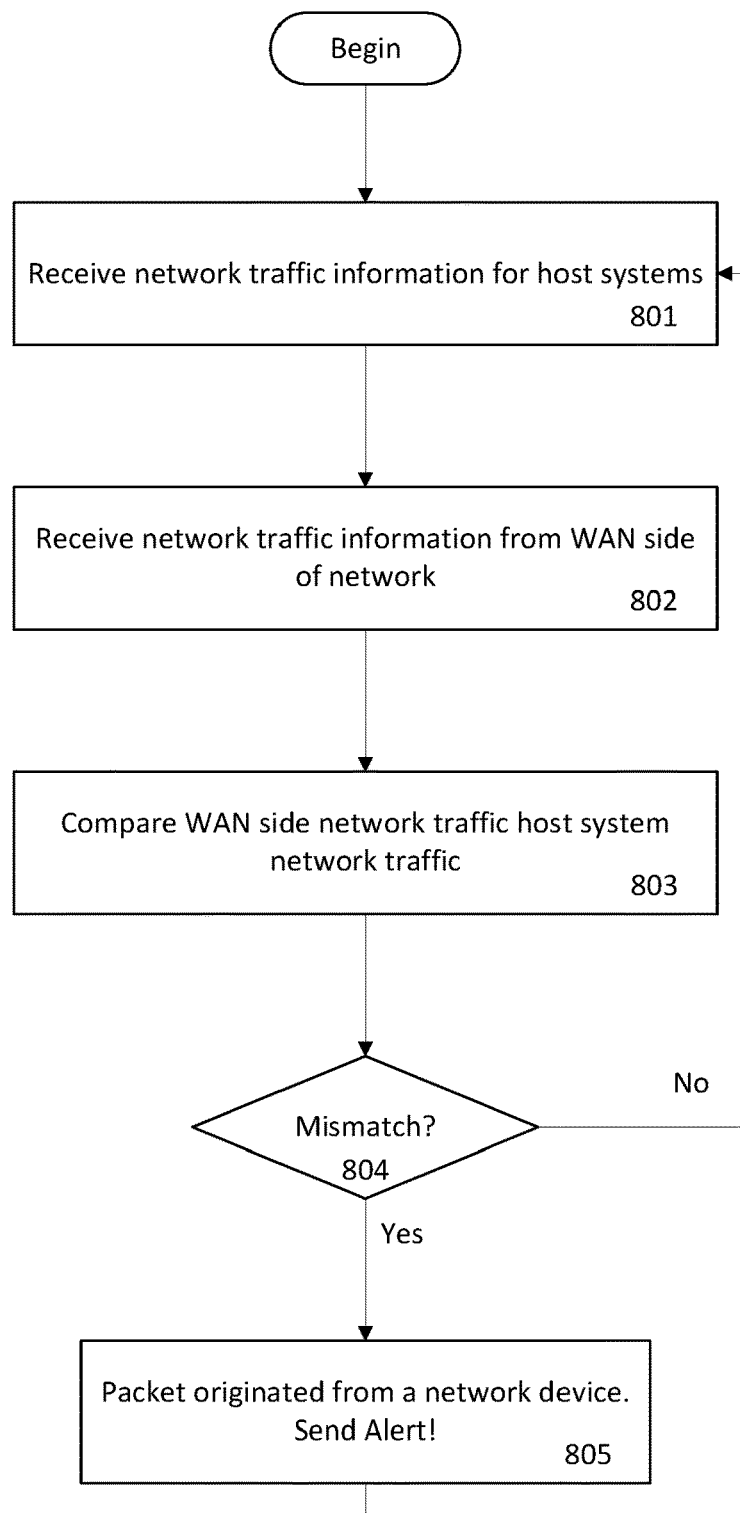 Begin
Receive network traffic information for host systems
801
Receive network traffic information from WAN side
of network
802
Compare WAN side network traffic host system
network traffic
803
Mismatch?
804
No
Yes
Packet originated from a network device.
Send Alert!
805